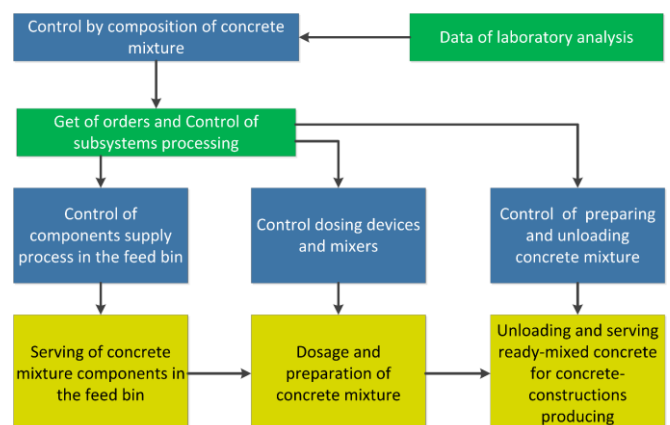 Control by composition of concrete
mixture
Data of laboratory analysis
Get of orders and Control of
subsystems processing
Control of
components supply
process in the feed bin
Control dosing devices
and mixers
Control of preparing
and unloading
concrete mixture
Serving of concrete
mixture components in
the feed bin
Dosage and
preparation of
concrete mixture
Unloading and serving
ready-mixed concrete
for concrete-
constructions
producing